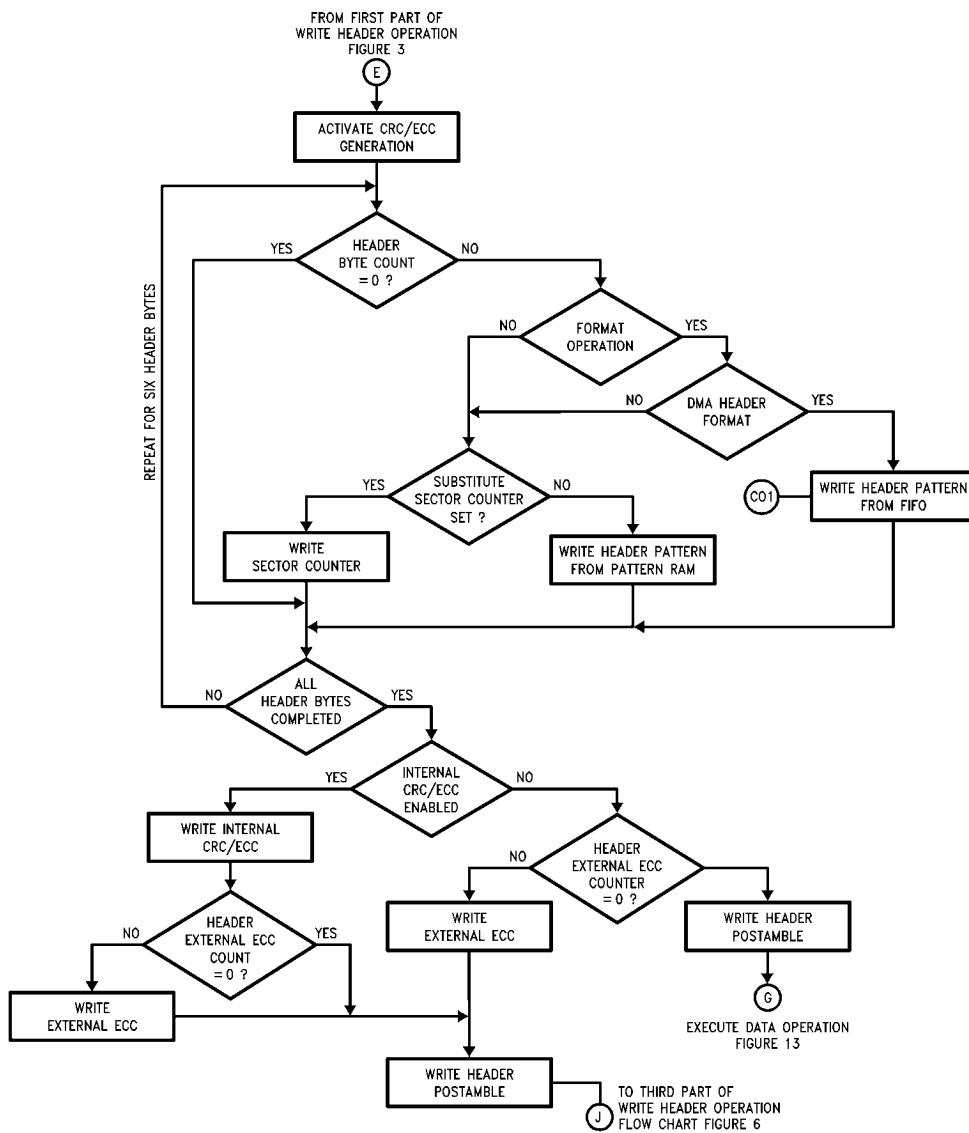 FROM FIRST PART OF
WRITE HEADER OPERATION
FIGURE 3
E
ACTIVATE CRC/ECC
GENERATION
REPEAT FOR SIX HEADER BYTES
YES
HEADER
BYTE COUNT
=0 ?
NO
NO
FORMAT
OPERATION
YES
NO
DMA HEADER
FORMAT
YES
YES
SUBSTITUTE
SECTOR COUNTER
SET ?
NO
CO1
WRITE HEADER PATTERN
FROM FIFO
WRITE
SECTOR COUNTER
WRITE HEADER PATTERN
FROM PATTERN RAM
NO
ALL
HEADER BYTES
COMPLETED
YES
YES
INTERNAL
CRC/ECC
ENABLED
NO
WRITE INTERNAL
CRC/ECC
NO
HEADER
EXTERNAL ECC
COUNTER
=0 ?
YES
NO
HEADER
EXTERNAL ECC
COUNT
=0 ?
YES
WRITE
EXTERNAL ECC
WRITE HEADER
POSTAMBLE
WRITE
EXTERNAL ECC
G
EXECUTE DATA OPERATION
FIGURE 13
WRITE HEADER
POSTAMBLE
J
TO THIRD PART OF
WRITE HEADER OPERATION
FLOW CHART FIGURE 6